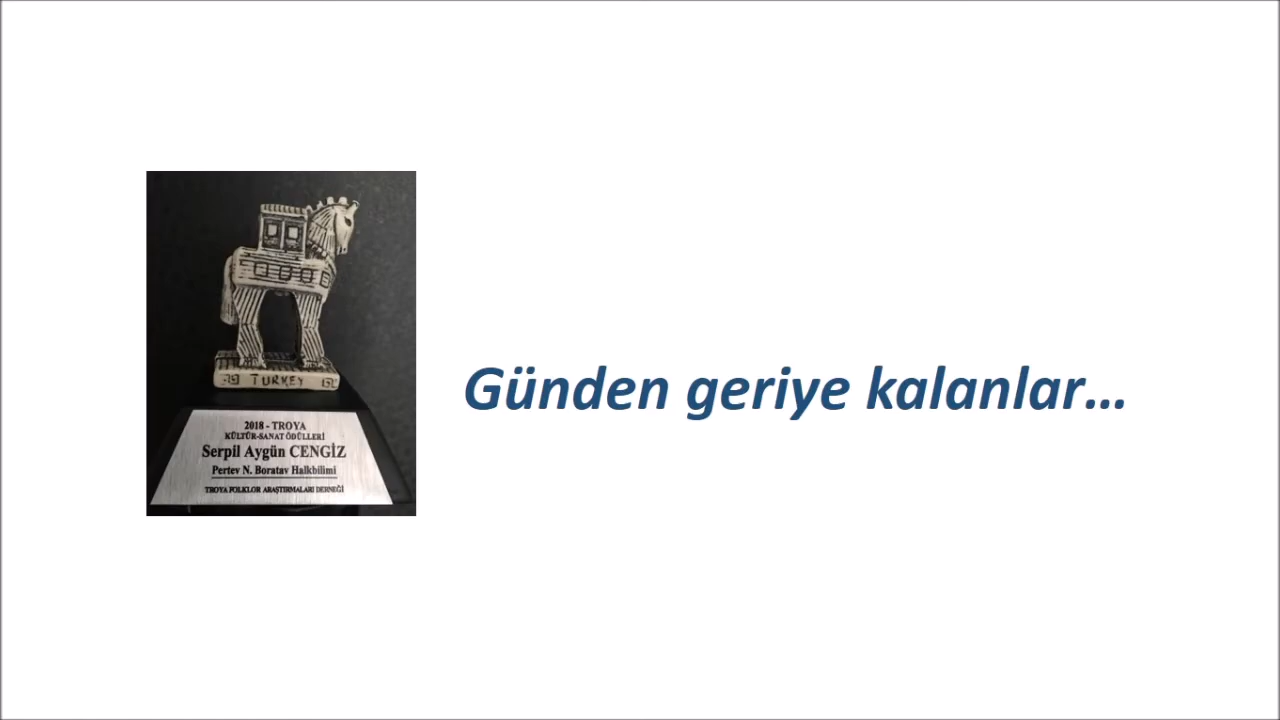 TURKEY
2018 - TROYA
KÜLTÜR-SANAT ÖDÜLLERİ
Serpil Aygün CENGİZ
Pertev N. Boratav Halkbilimi
TROYA FOLKLOR ARAŞTIRMALARI DERNEĞİ
Günden geriye kalanlar...